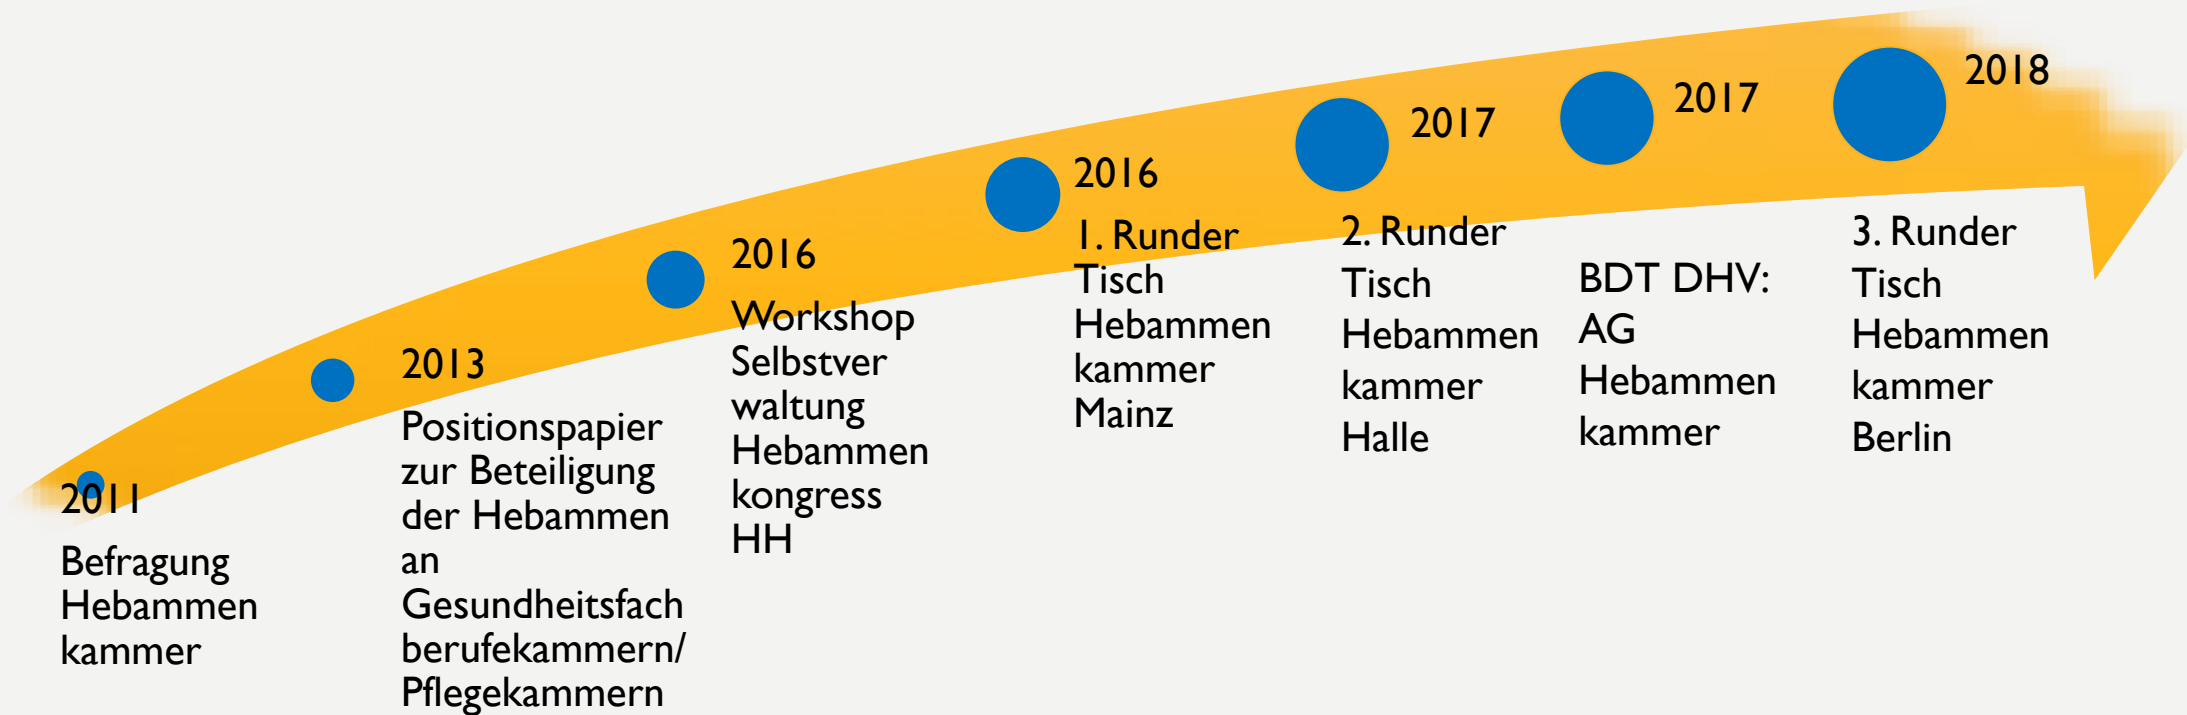 2011
Befragung
Hebammen
kammer
2013
Positionspapier
zur Beteiligung
der Hebammen
an
Gesundheitsfach
berufekammern/
Pflegekammern
2016
Workshop
Selbstver
waltung
Hebammen
kongress
HH
2016
1. Runder
Tisch
Hebammen
kammer
Mainz
2017
2. Runder
Tisch
Hebammen
kammer
Halle
2017
BDT DHV:
AG
Hebammen
kammer
2018
3. Runder
Tisch
Hebammen
kammer
Berlin